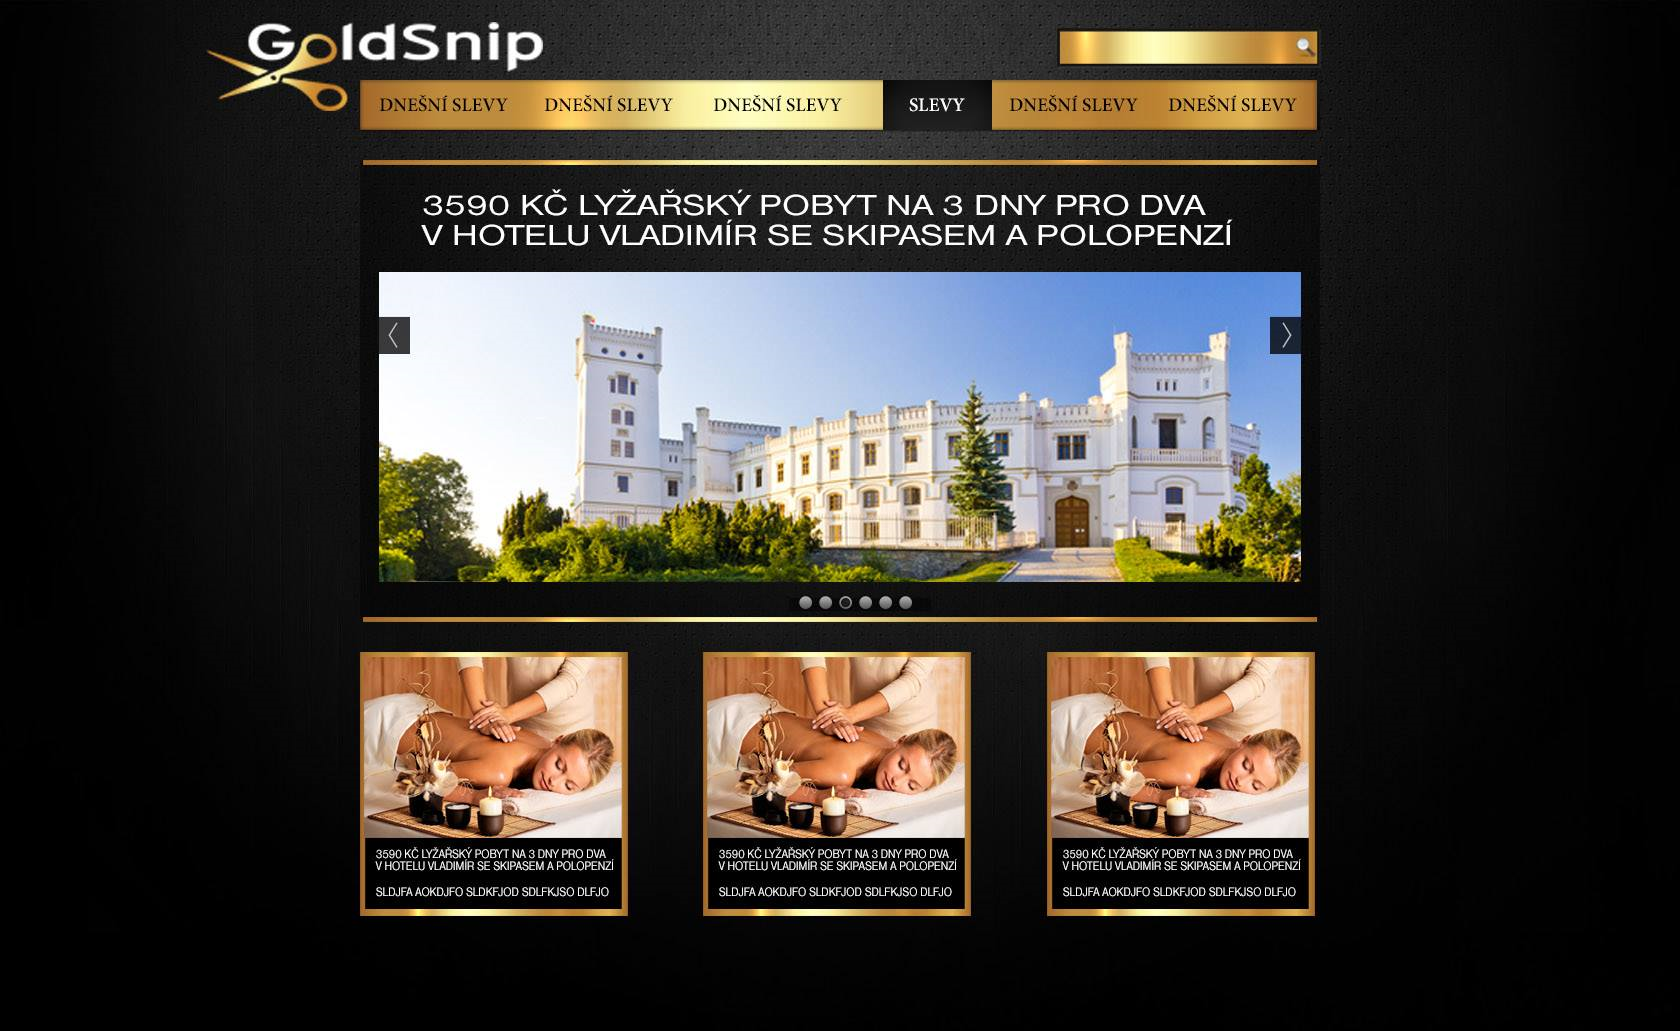 GoldSnip
DNEŠNÍ SLEVY DNEŠNÍ SLEVY DNEŠNÍ SLEVY SLEVY DNEŠNÍ SLEVY DNEŠNÍ SLEVY
3590 KČ LYŽAŘSKÝ POBYT NA 3 DNY PRO DVA
V HOTELU VLADIMÍR SE SKIPASEM A POLOPENZÍ
3590 KČ LYŽAŘSKÝ POBYT NA 3 DNY PRO DVA
V HOTELU VLADIMÍR SE SKIPASEM A POLOPENZÍ
SLDJFA AOKDJFO SLDKFJOD SDLFKJSO DLFJO
3590 KČ LYŽAŘSKÝ POBYT NA 3 DNY PRO DVA
V HOTELU VLADIMÍR SE SKIPASEM A POLOPENZÍ
SLDJFA AOKDJFO SLDKFJOD SDLFKJSO DLFJO
3590 KČ LYŽAŘSKÝ POBYT NA 3 DNY PRO DVA
V HOTELU VLADIMÍR SE SKIPASEM A POLOPENZÍ
SLDJFA AOKDJFO SLDKFJOD SDLFKJSO DLFJO